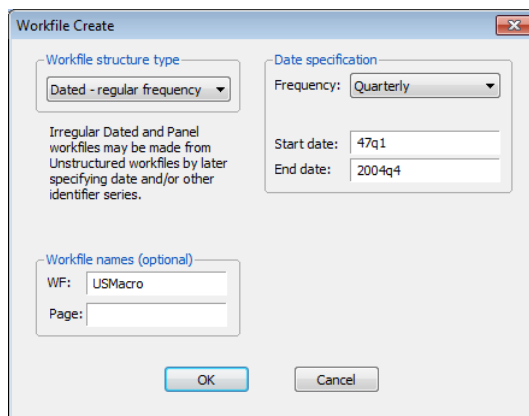 Workfile Create
Workfile structure type
Dated - regular frequency
Irregular Dated and Panel
workfiles may be made from
Unstructured workfiles by later
specifying date and/or other
identifier series.
Date specification
Frequency: Quarterly
Start date: 47q1
End date: 2004q4
Workfile names (optional)
WF: USMacro
Page:
OK Cancel